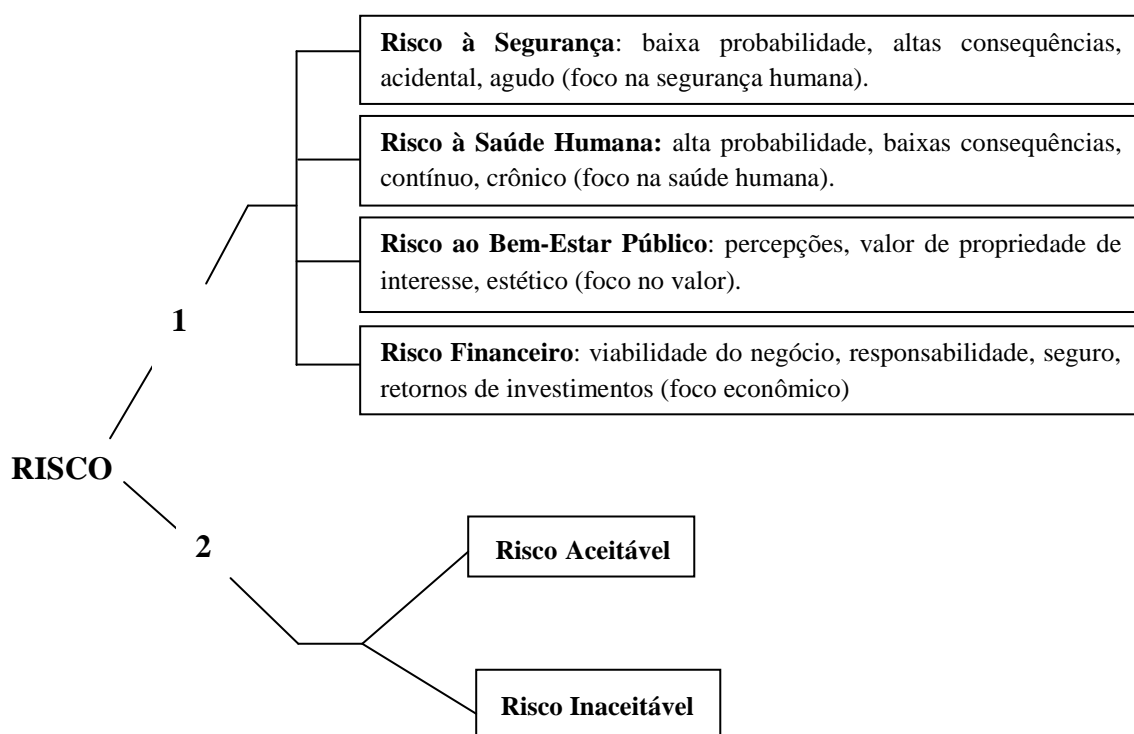 Risco à Segurança: baixa probabilidade, altas consequências,
acidental, agudo (foco na segurança humana).
Risco à Saúde Humana: alta probabilidade, baixas consequências,
contínuo, crônico (foco na saúde humana).
Risco ao Bem-Estar Público: percepções, valor de propriedade de
interesse, estético (foco no valor).
1
Risco Financeiro: viabilidade do negócio, responsabilidade, seguro,
retornos de investimentos (foco econômico)
RISCO
2
Risco Aceitável
Risco Inaceitável